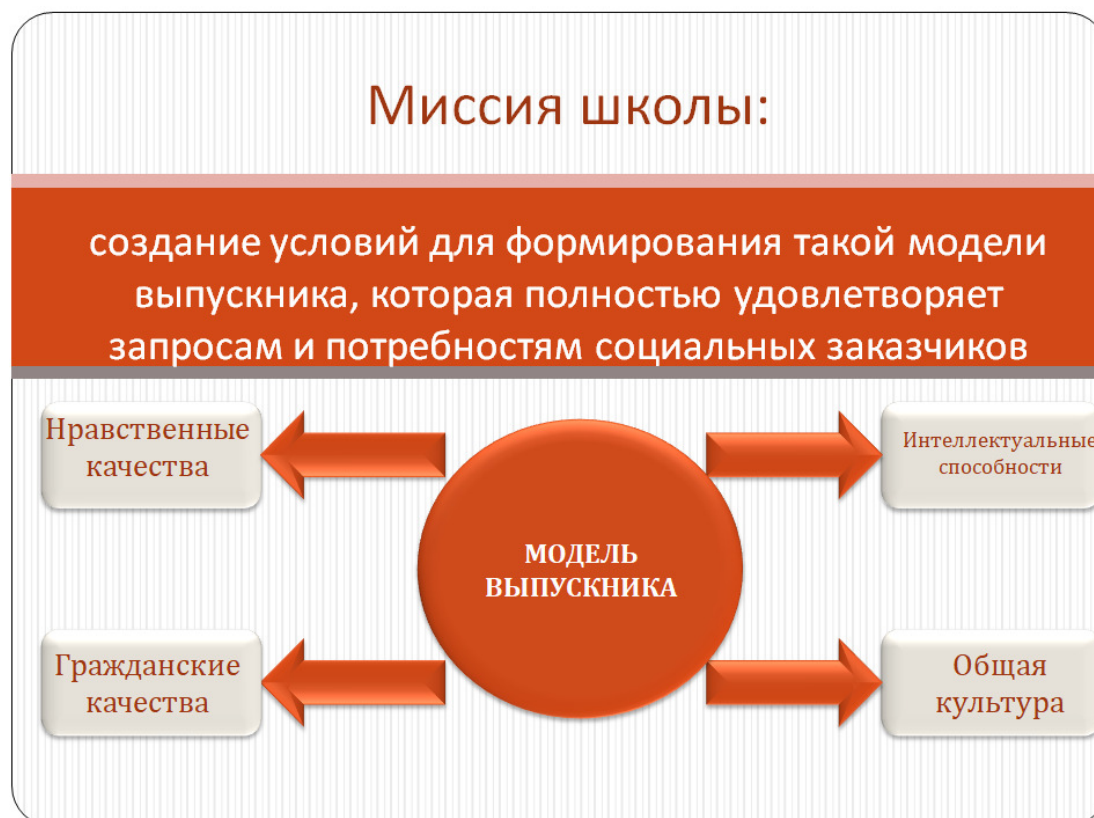 Миссия школы:
создание условий для формирования такой модели
выпускника, которая полностью удовлетворяет
запросам и потребностям социальных заказчиков
Нравственные
качества
Интеллектуальные
способности
МОДЕЛЬ
ВЫПУСКНИКА
Гражданские
качества
Общая
культура